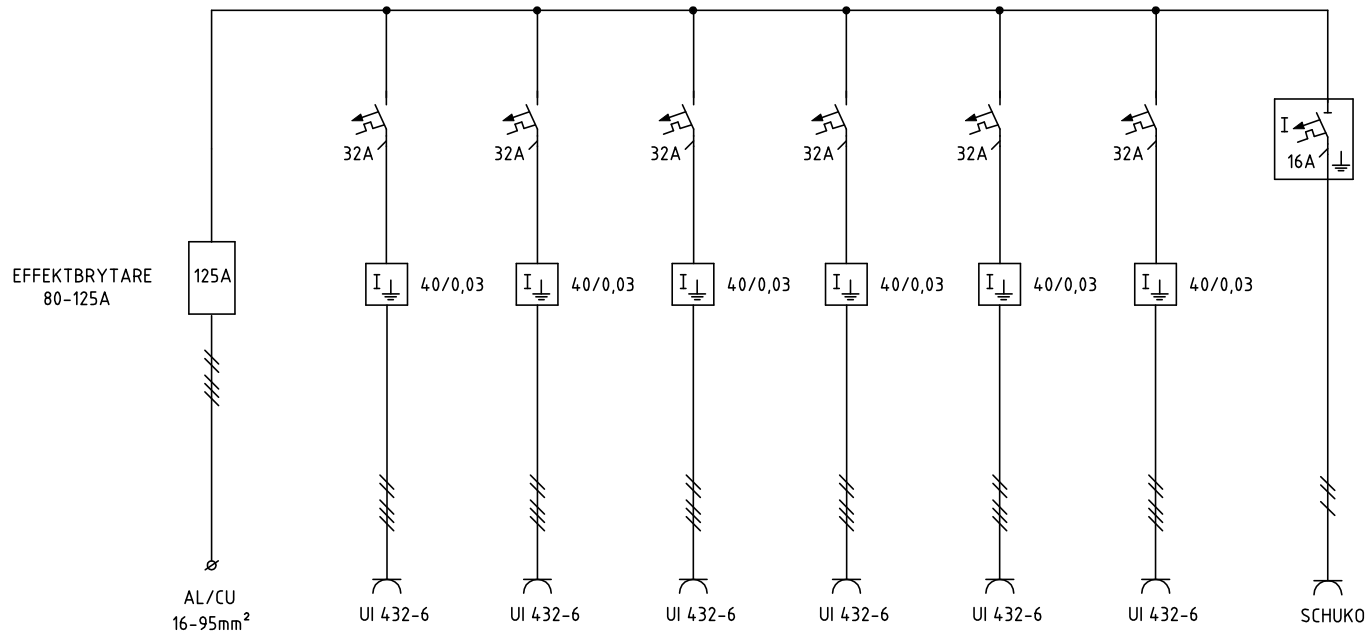 32A 32A 32A 32A 32A 32A
I
16A
EFFEKTBRYTARE
80-125A
125A
I 40/0,03 I 40/0,03 I 40/0,03 I 40/0,03 I 40/0,03 I 40/0,03
AL/CU
16-95mm²
UI 432-6 UI 432-6 UI 432-6 UI 432-6 UI 432-6 UI 432-6 SCHUKO